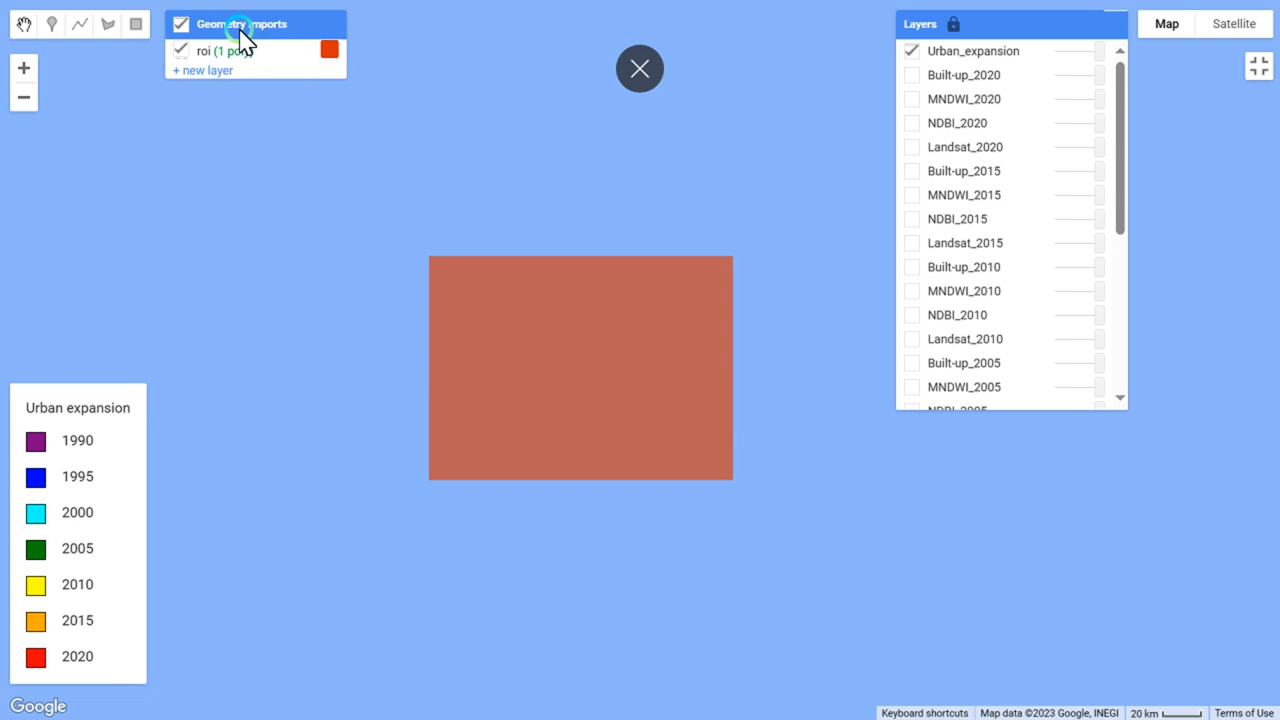 Geometry Imports
roi (1 po
+ new layer
Layers
Urban_expansion
Built-up_2020
MNDWI_2020
NDBI_2020
Landsat_2020
Built-up_2015
MNDWI_2015
NDBI_2015
Landsat_2015
Built-up_2010
MNDWI_2010
NDBI_2010
Landsat_2010
Built-up_2005
MNDWI_2005
NDBI_2005
Map
Satellite
Urban expansion
1990
1995
2000
2005
2010
2015
2020
Google
Keyboard shortcuts
Map data ©2023 Google, INEGI
20 km
Terms of Use